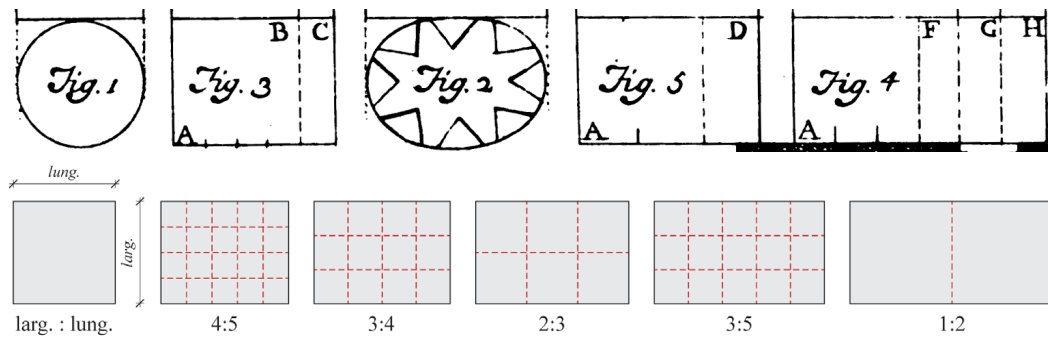 B C D F G H
Fig. 1 Fig. 3 Fig. 2 Fig. 5 Fig. 4
A A A
lung.
larg.
larg. : lung. 4:5 3:4 2:3 3:5 1:2